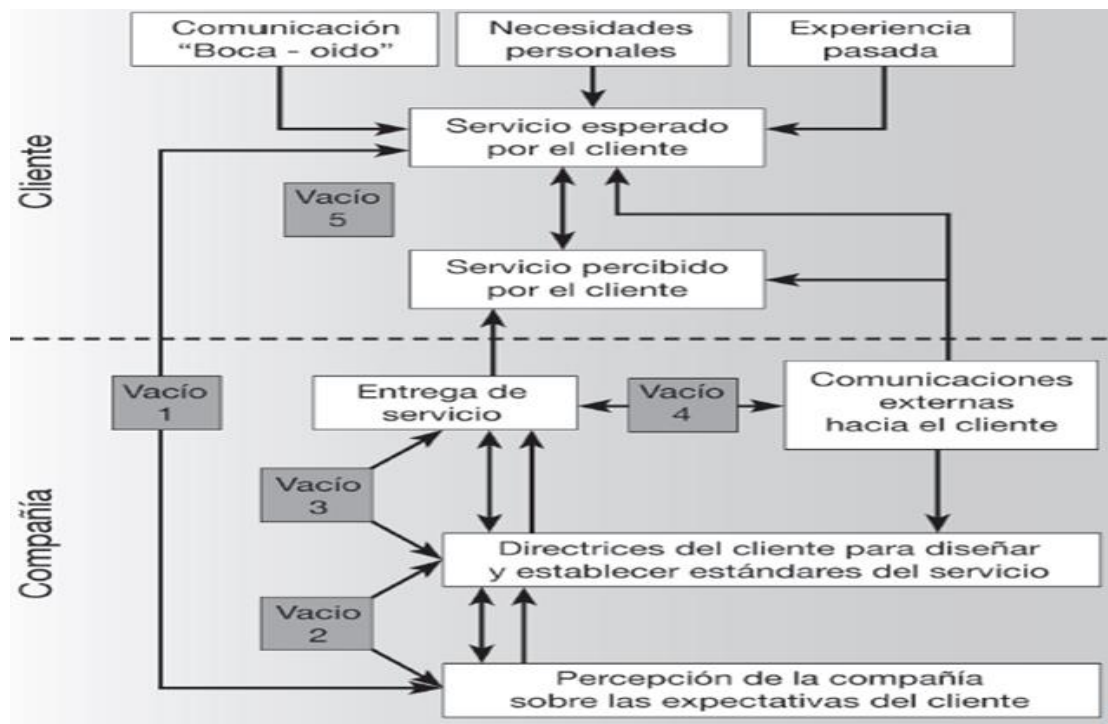 Comunicación
“Boca - oido”
Necesidades
personales
Experiencia
pasada
Cliente
Servicio esperado
por el cliente
Vacío
5
Servicio percibido
por el cliente
Compañía
Vacío
1
Entrega de
servicio
Vacío
4
Comunicaciones
externas
hacia el cliente
Vacío
3
Directrices del cliente para diseñar
y establecer estándares del servicio
Vacio
2
Percepción de la compañía
sobre las expectativas del cliente